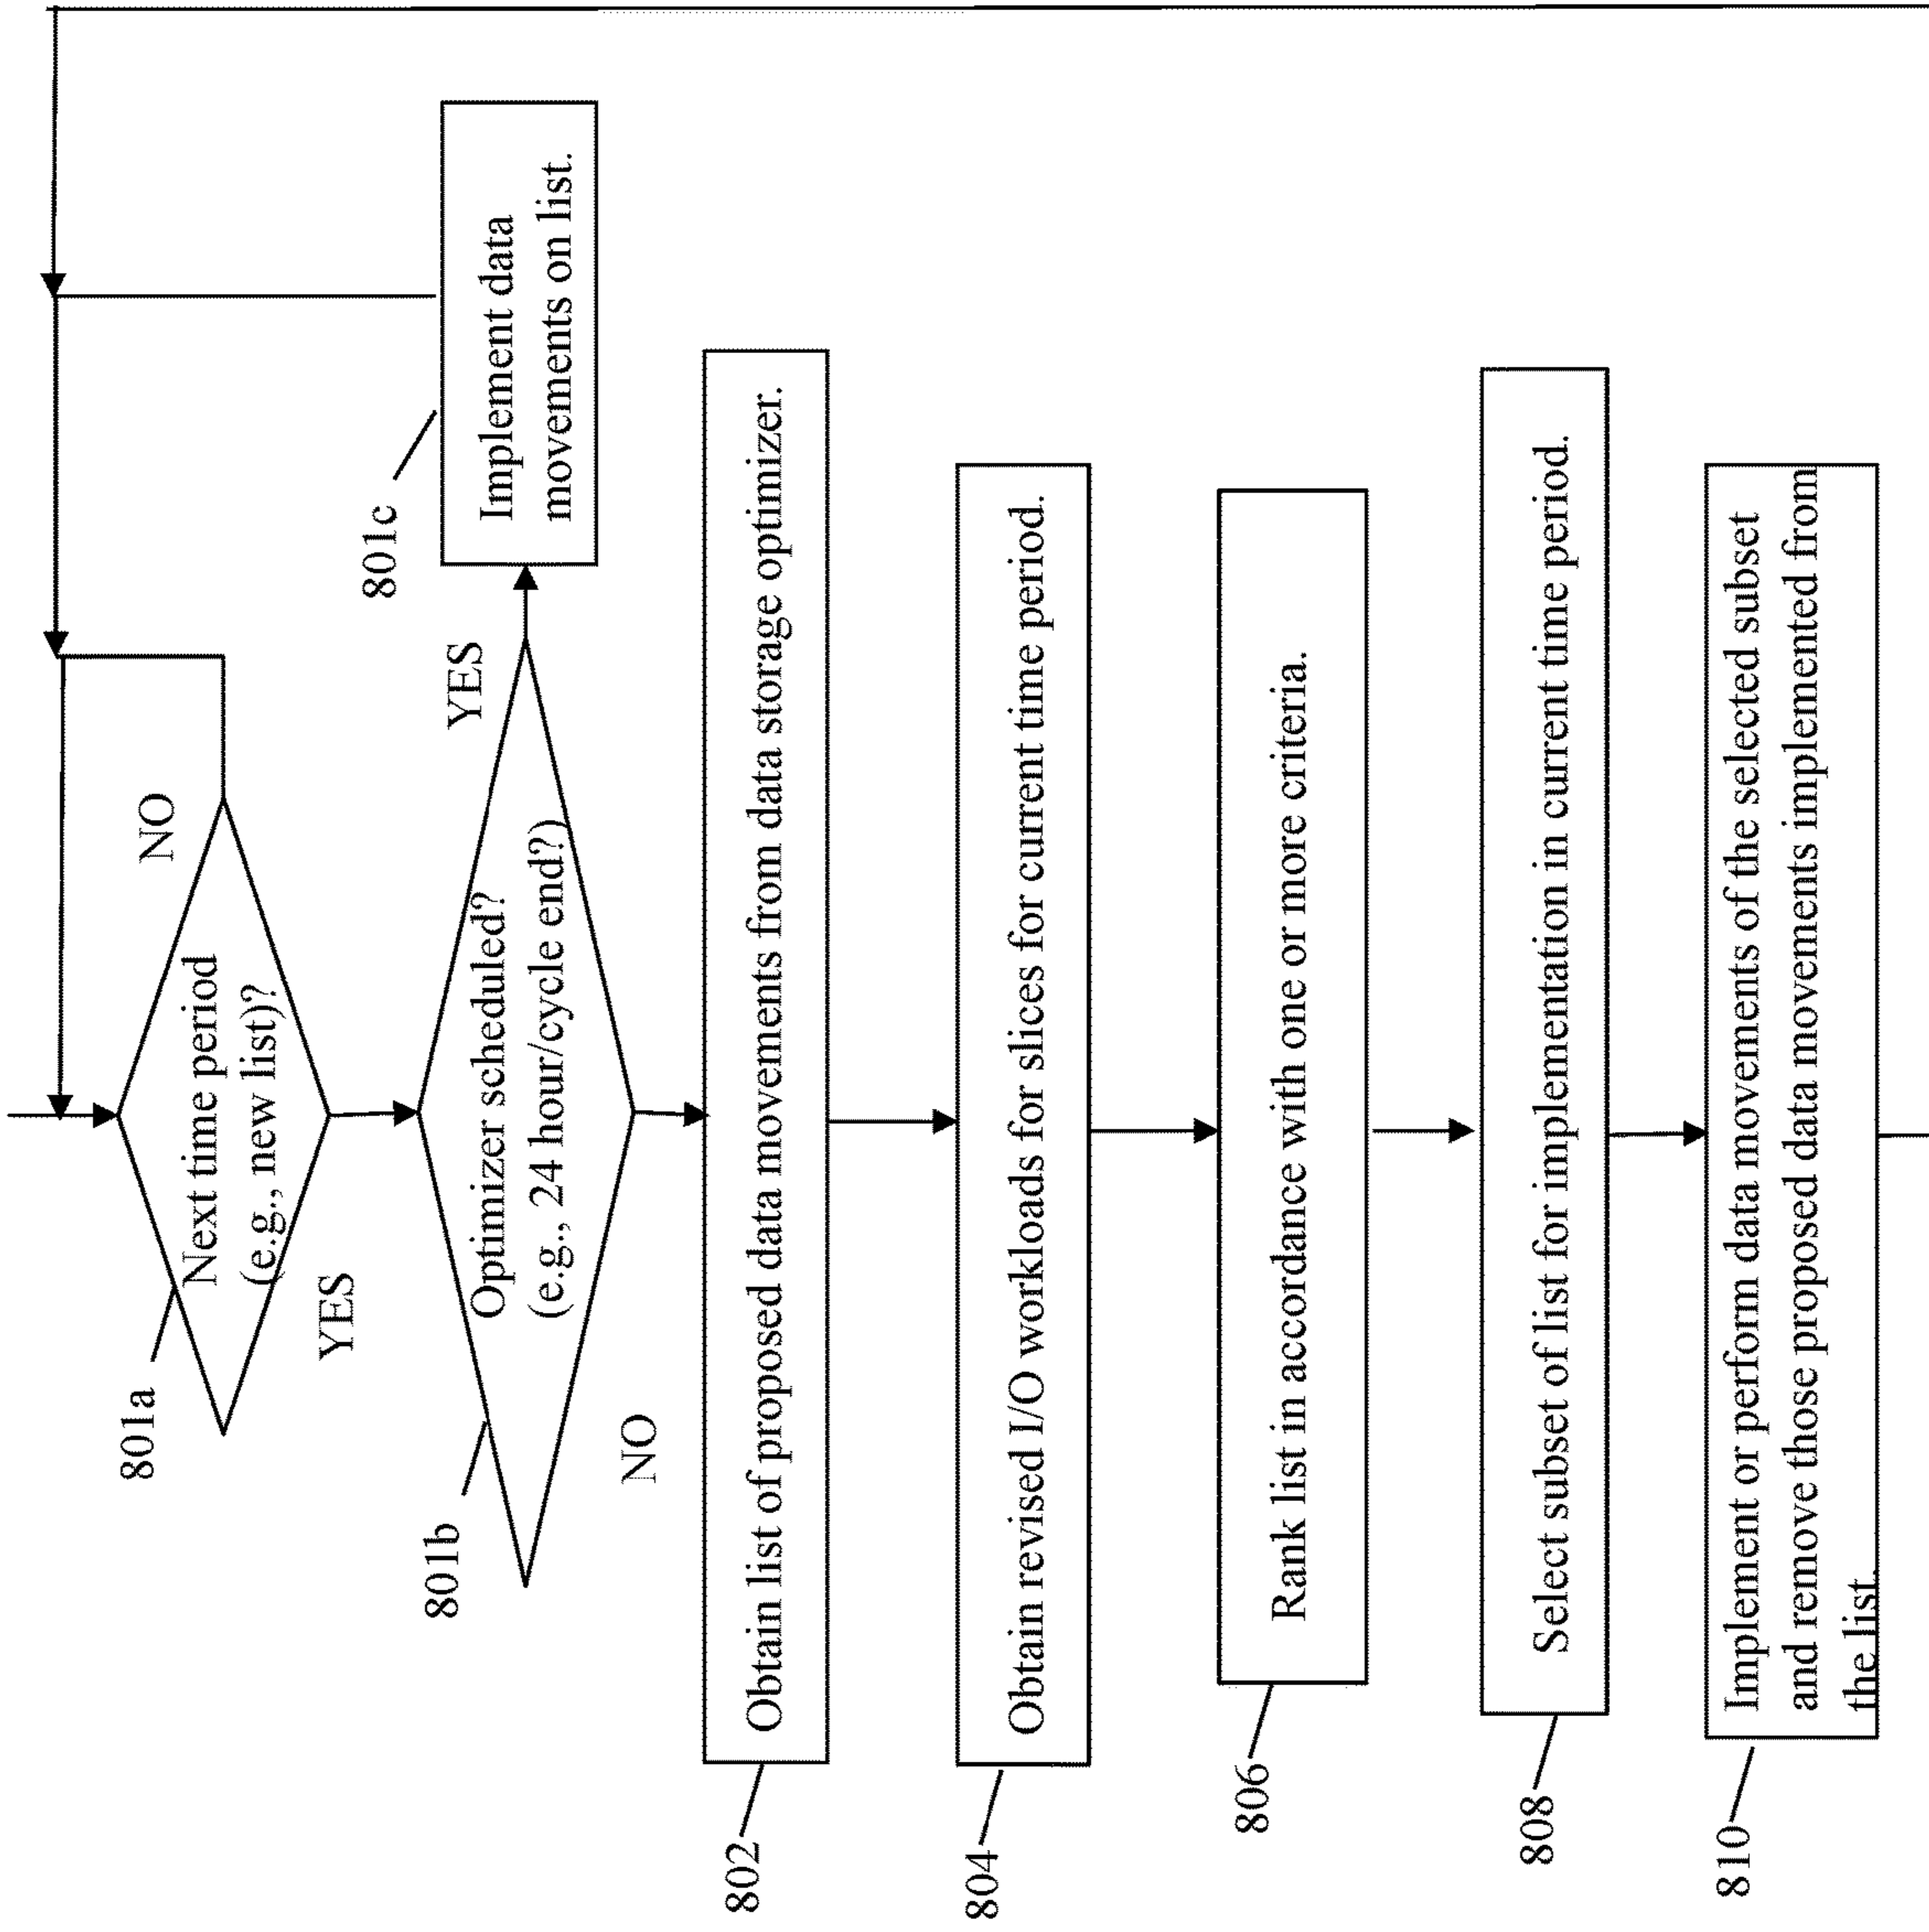 801a
Next time period
(e.g., new list)?
NO
YES
801b
Optimizer scheduled?
(e.g., 24 hour/cycle end?)
YES
NO
801c
Implement data
movements on list.
802
Obtain list of proposed data movements from data storage optimizer.
804
Obtain revised I/O workloads for slices for current time period.
806
Rank list in accordance with one or more criteria.
808
Select subset of list for implementation in current time period.
810
Implement or perform data movements of the selected subset
and remove those proposed data movements implemented from
the list.